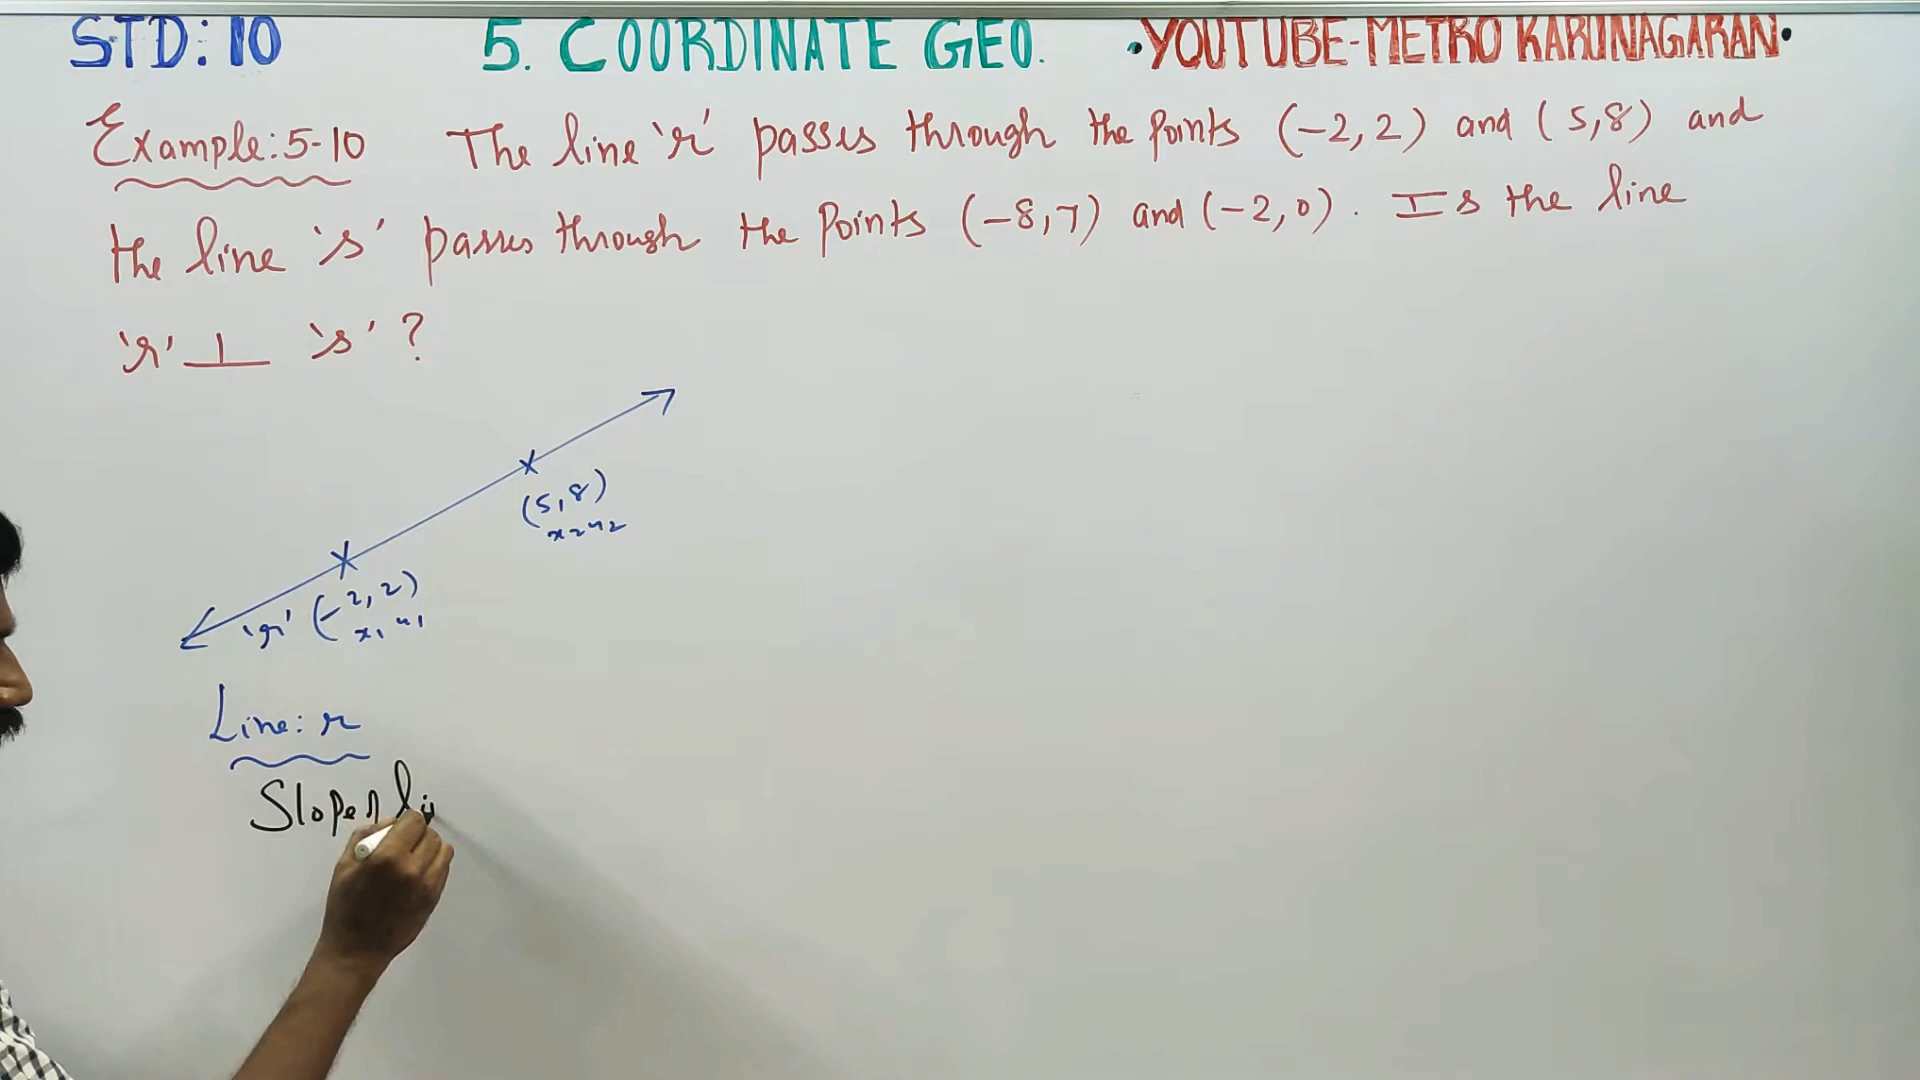 STD: 10 5. COORDINATE GEO. •YOUTUBE-METRO KARUNAGARAN•
Example: 5-10 The line 'r' passes through the points (-2, 2) and (5,8) and
the line 's' passes through the Points (-8,7) and (-2,0). Is the line
'r' ⊥ 's' ?
(5,8)
x2 y2
'r' (-2, 2)
x1 y1
Line: r
Slope